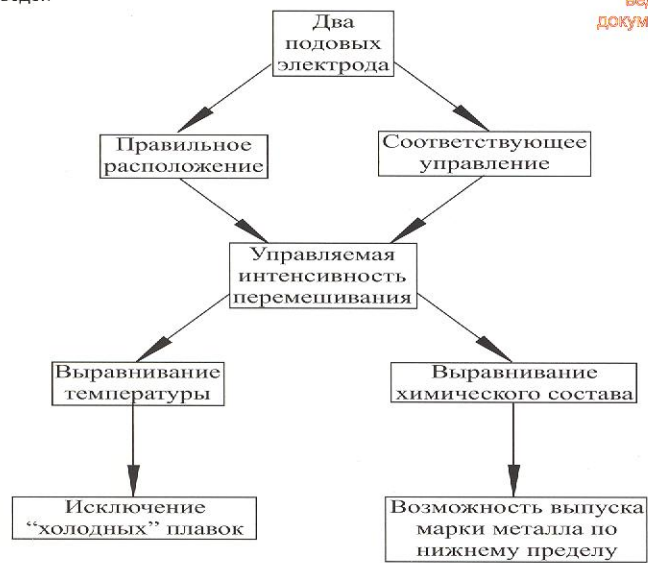 Два
подовых
электрода
Правильное
расположение
Соответствующее
управление
Управляемая
интенсивность
перемешивания
Выравнивание
температуры
Выравнивание
химического состава
Исключение
“холодных” плавок
Возможность выпуска
марки металла по
нижнему пределу